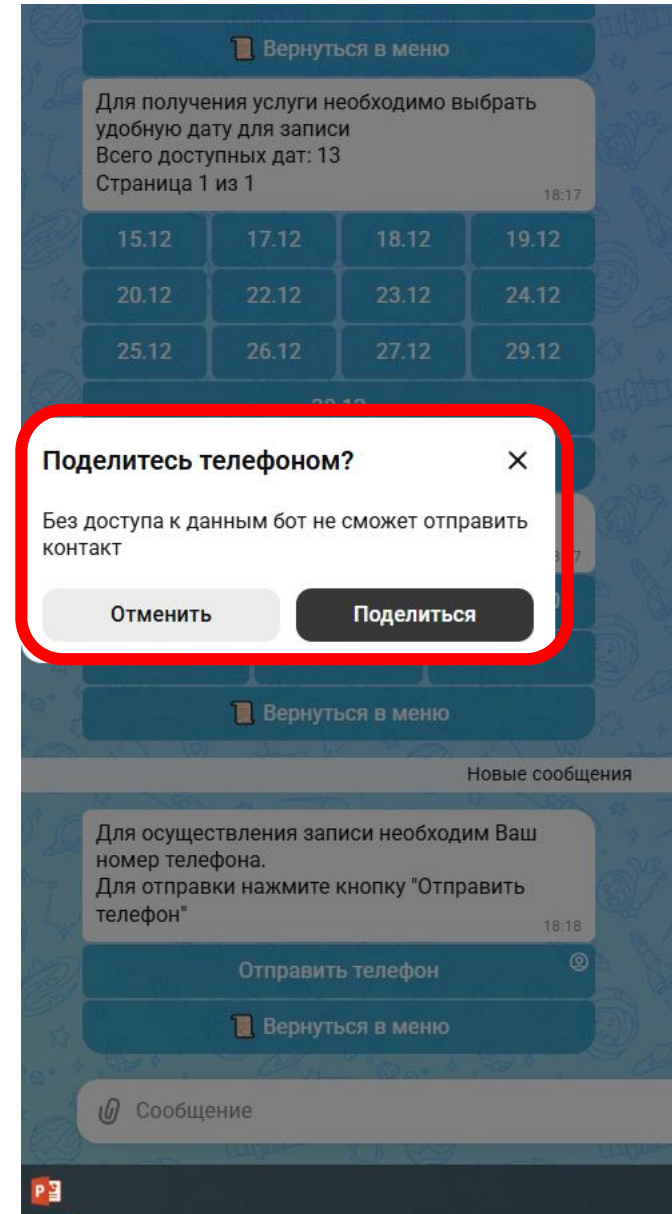 Вернуться в меню
Для получения услуги необходимо выбрать
удобную дату для записи
Всего доступных дат: 13
Страница 1 из 1
18:17
15.12 17.12 18.12 19.12
20.12 22.12 23.12 24.12
25.12 26.12 27.12 29.12
Поделитесь телефоном?
Без доступа к данным бот не сможет отправить
контакт
Отменить Поделиться
Вернуться в меню
Новые сообщения
Для осуществления записи необходим Ваш
номер телефона.
Для отправки нажмите кнопку "Отправить
телефон"
18:18
Отправить телефон
Вернуться в меню
Сообщение